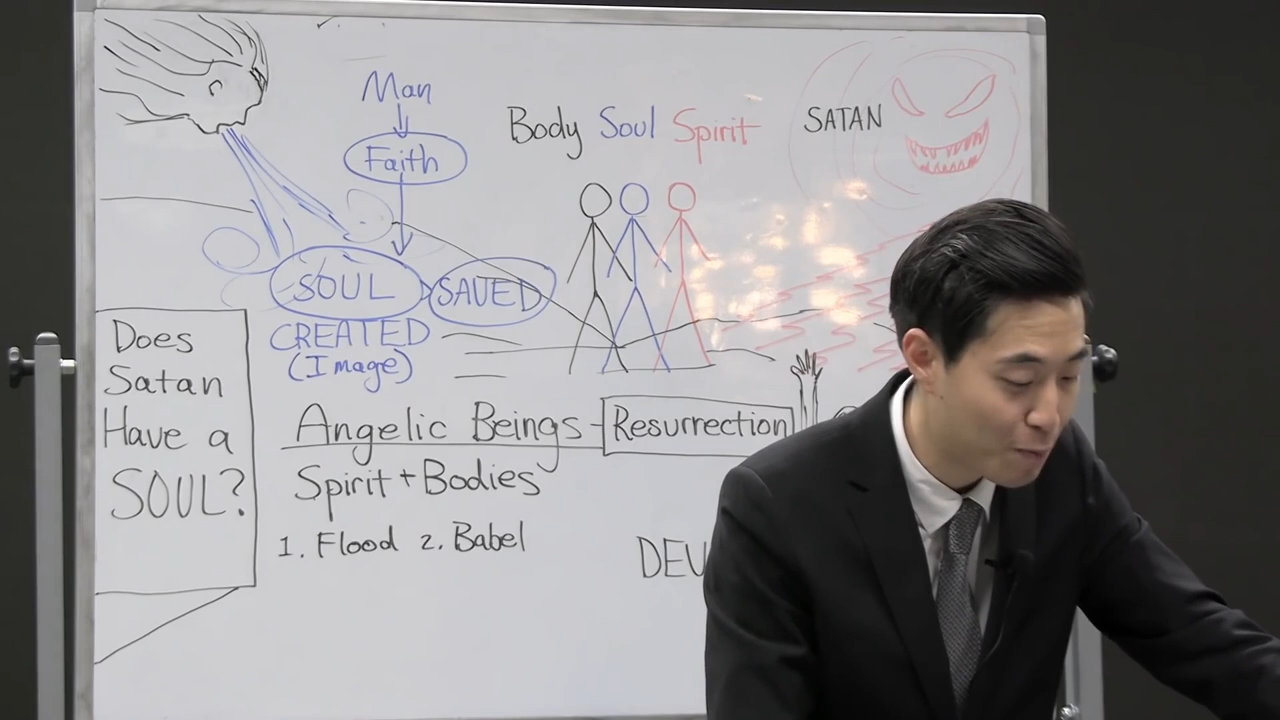 Man
Faith
Body Soul Spirit
SATAN
SOUL
SAVED
CREATED
(Image)
Does
Satan
Have a
SOUL?
Angelic Beings - Resurrection
Spirit + Bodies
1. Flood 2. Babel
DEV